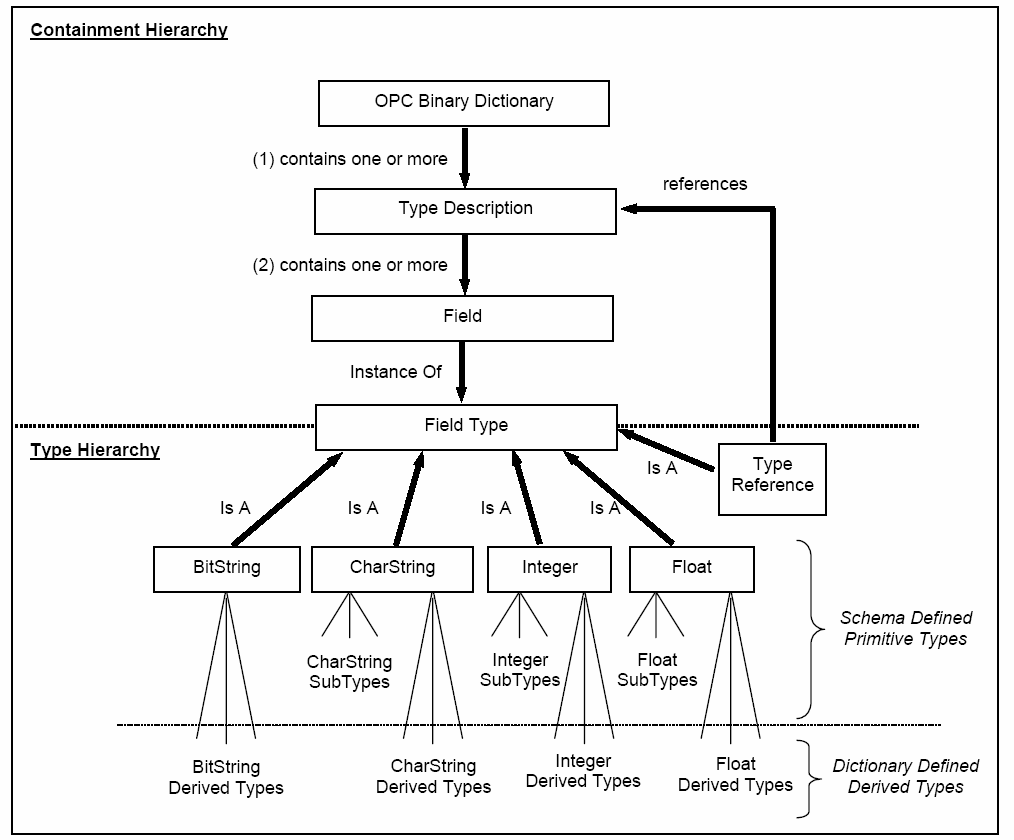 Containment Hierarchy
OPC Binary Dictionary
(1) contains one or more
references
Type Description
(2) contains one or more
Field
Instance Of
Field Type
Type Hierarchy
Is A
Type
Reference
Is A
Is A
Is A
Is A
BitString
CharString
Integer
Float
Schema Defined
Primitive Types
CharString
SubTypes
Integer
SubTypes
Float
SubTypes
BitString
Derived Types
CharString
Derived Types
Integer
Derived Types
Float
Derived Types
Dictionary Defined
Derived Types